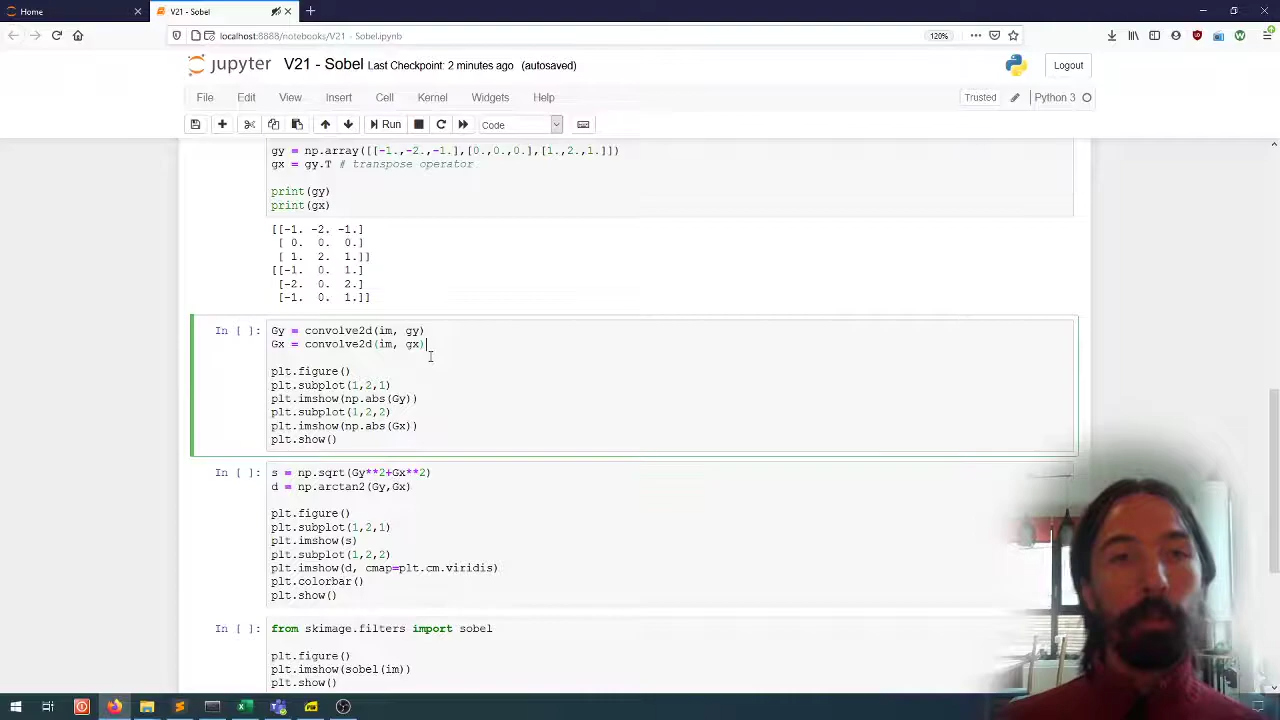 Home
V21 - Sobel
localhost:8888/notebooks/V21 - Sobel.ipynb
120%
jupyter
V21 - Sobel Last Checkpoint: 2 minutes ago (autosaved)
Logout
File Edit View Insert Cell Kernel Widgets Help
Trusted
Python 3
Run
Code
gy = np.array([[-1.,-2.,-1.],[0.,0.,0.],[1.,2.,1.]])
gx = gy.T # transpose operator
print(gy)
print(gx)
[[-1. -2. -1.]
[ 0. 0. 0.]
[ 1. 2. 1.]]
[[-1. 0. 1.]
[-2. 0. 2.]
[-1. 0. 1.]]
In [ ]: Gy = convolve2d(im, gy)
Gx = convolve2d(im, gx)
plt.figure()
plt.subplot(1,2,1)
plt.imshow(np.abs(Gy))
plt.subplot(1,2,2)
plt.imshow(np.abs(Gx))
plt.show()
In [ ]: s = np.sqrt(Gy**2+Gx**2)
d = np.arctan2(Gy,Gx)
plt.figure()
plt.subplot(1,2,1)
plt.imshow(s)
plt.subplot(1,2,2)
plt.imshow(d, cmap=plt.cm.viridis)
plt.colorbar()
plt.show()
In [ ]: from skimage.filters import sobel
plt.figure()
plt.imshow(sobel(im))
plt.show()